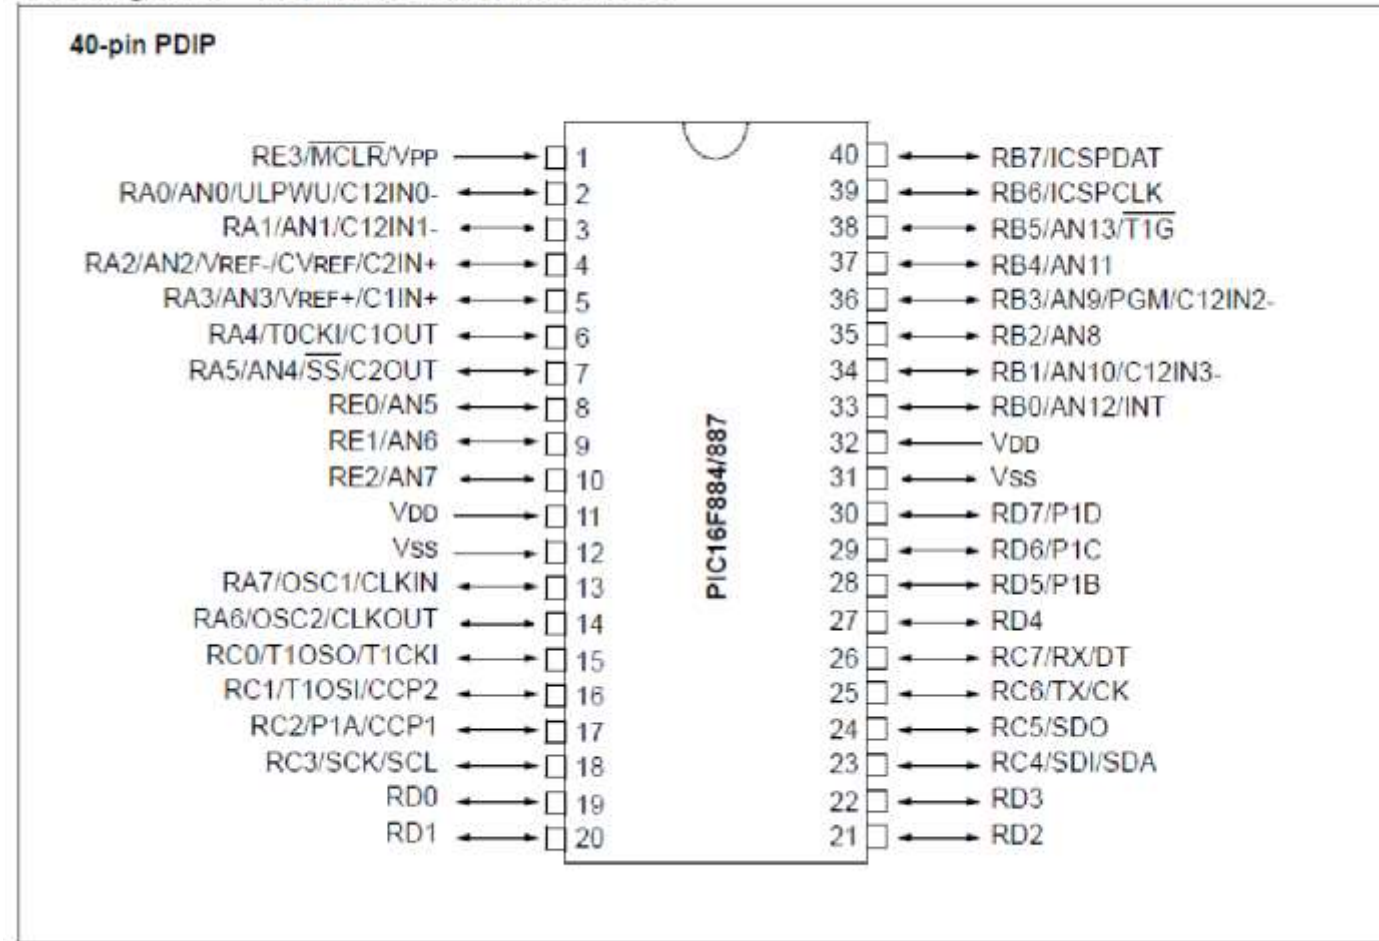 40-pin PDIP
RE3/MCLR/VPP 1 40 RB7/ICSPDAT
RA0/AN0/ULPWU/C12IN0- 2 39 RB6/ICSPCLK
RA1/AN1/C12IN1- 3 38 RB5/AN13/T1G
RA2/AN2/VREF-/CVREF/C2IN+ 4 37 RB4/AN11
RA3/AN3/VREF+/C1IN+ 5 36 RB3/AN9/PGM/C12IN2-
RA4/T0CKI/C1OUT 6 35 RB2/AN8
RA5/AN4/SS/C2OUT 7 34 RB1/AN10/C12IN3-
RE0/AN5 8 33 RB0/AN12/INT
RE1/AN6 9 32 VDD
RE2/AN7 10 31 VSS
VDD 11 30 RD7/P1D
VSS 12 29 RD6/P1C
RA7/OSC1/CLKIN 13 28 RD5/P1B
RA6/OSC2/CLKOUT 14 27 RD4
RC0/T1OSO/T1CKI 15 26 RC7/RX/DT
RC1/T1OSI/CCP2 16 25 RC6/TX/CK
RC2/P1A/CCP1 17 24 RC5/SDO
RC3/SCK/SCL 18 23 RC4/SDI/SDA
RD0 19 22 RD3
RD1 20 21 RD2
PIC16F884/887